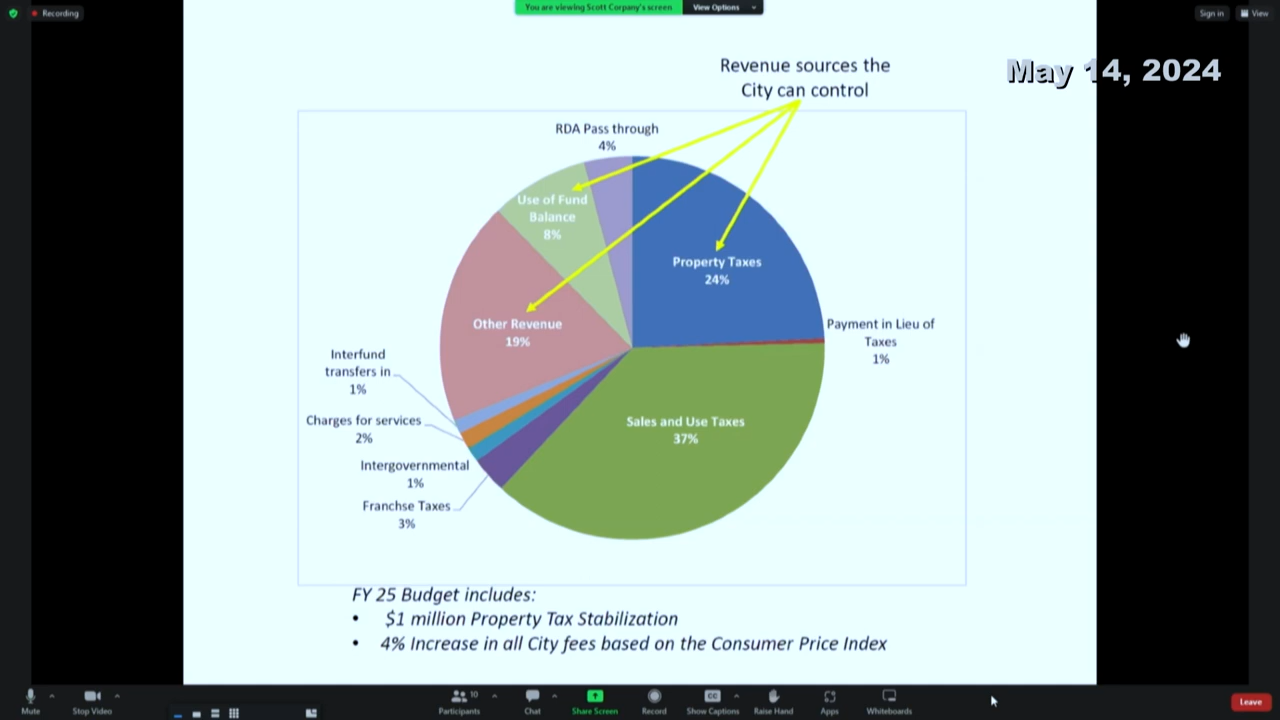 Recording
You are viewing Scott Corpany's screen
View Options
Sign in
View
May 14, 2024
Revenue sources the
City can control
RDA Pass through
4%
Use of Fund
Balance
8%
Property Taxes
24%
Other Revenue
19%
Payment in Lieu of
Taxes
1%
Interfund
transfers in
1%
Charges for services
2%
Sales and Use Taxes
37%
Intergovernmental
1%
Franchse Taxes
3%
FY 25 Budget includes:
• $1 million Property Tax Stabilization
• 4% Increase in all City fees based on the Consumer Price Index
Mute
Stop Video
Participants
10
Chat
Share Screen
Record
CC
Show Captions
Raise Hand
Apps
Whiteboards
Leave